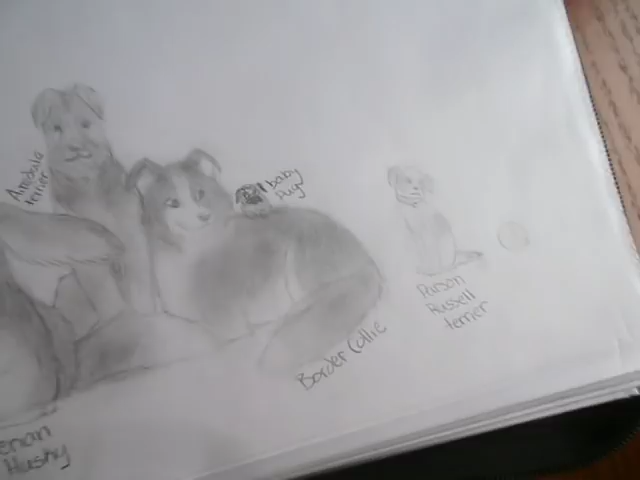 Airedale
terrier
baby
Pug
Parson
Russell
terrier
Border Collie
Husky